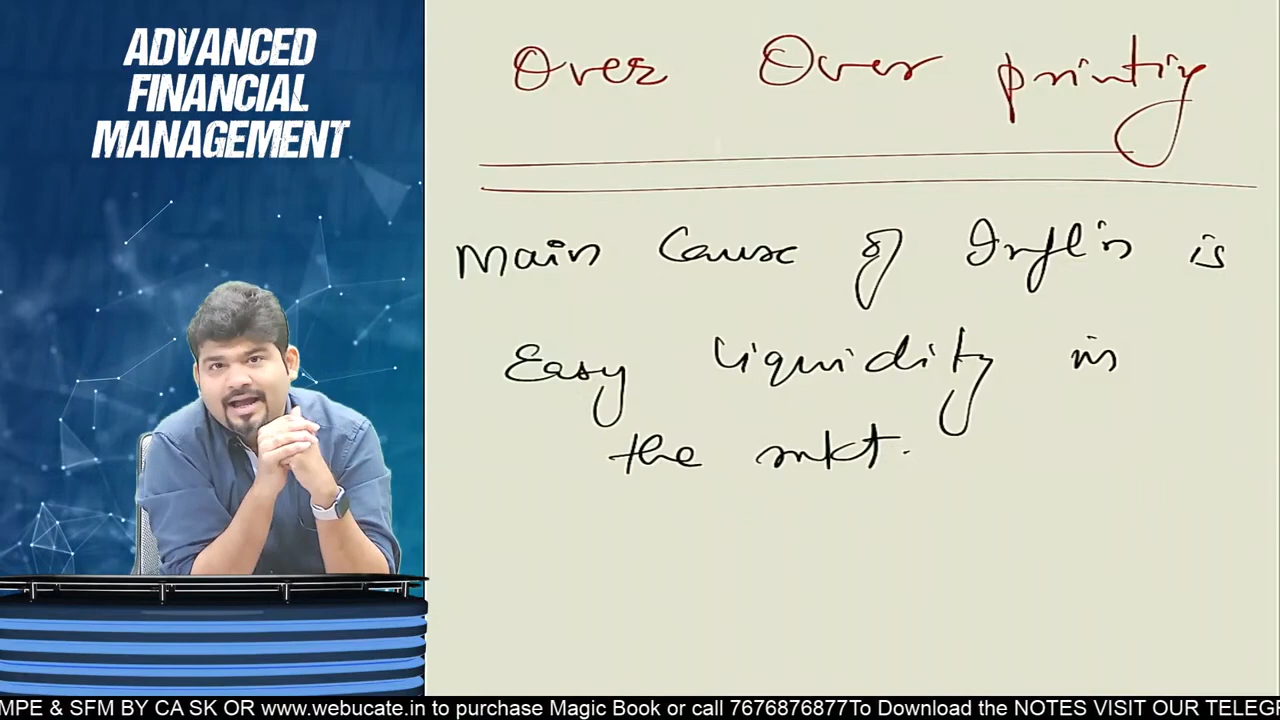 ADVANCED
FINANCIAL
MANAGEMENT
Over Over printing
Main Cause of Infl'n is
Easy liquidity in
the mkt.
MPE & SFM BY CA SK OR www.webucate.in to purchase Magic Book or call 7676876877To Download the NOTES VISIT OUR TELEG